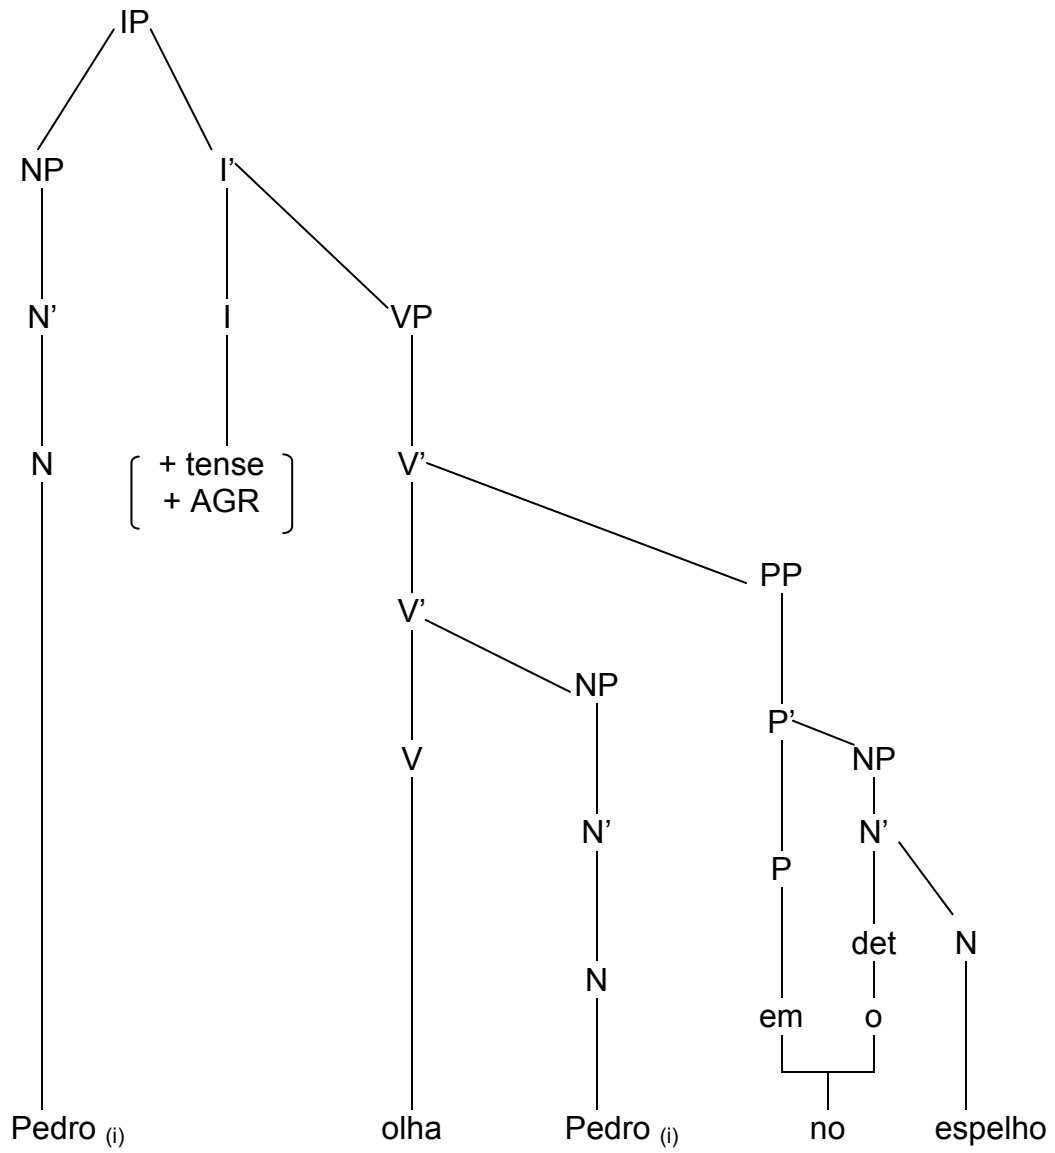 IP
NP I’
N’ I VP
N + tense V’
+ AGR
PP
V’
NP
P’
V NP
N’ N’
P
det N
N
em o
Pedro (i) olha Pedro (i) no espelho